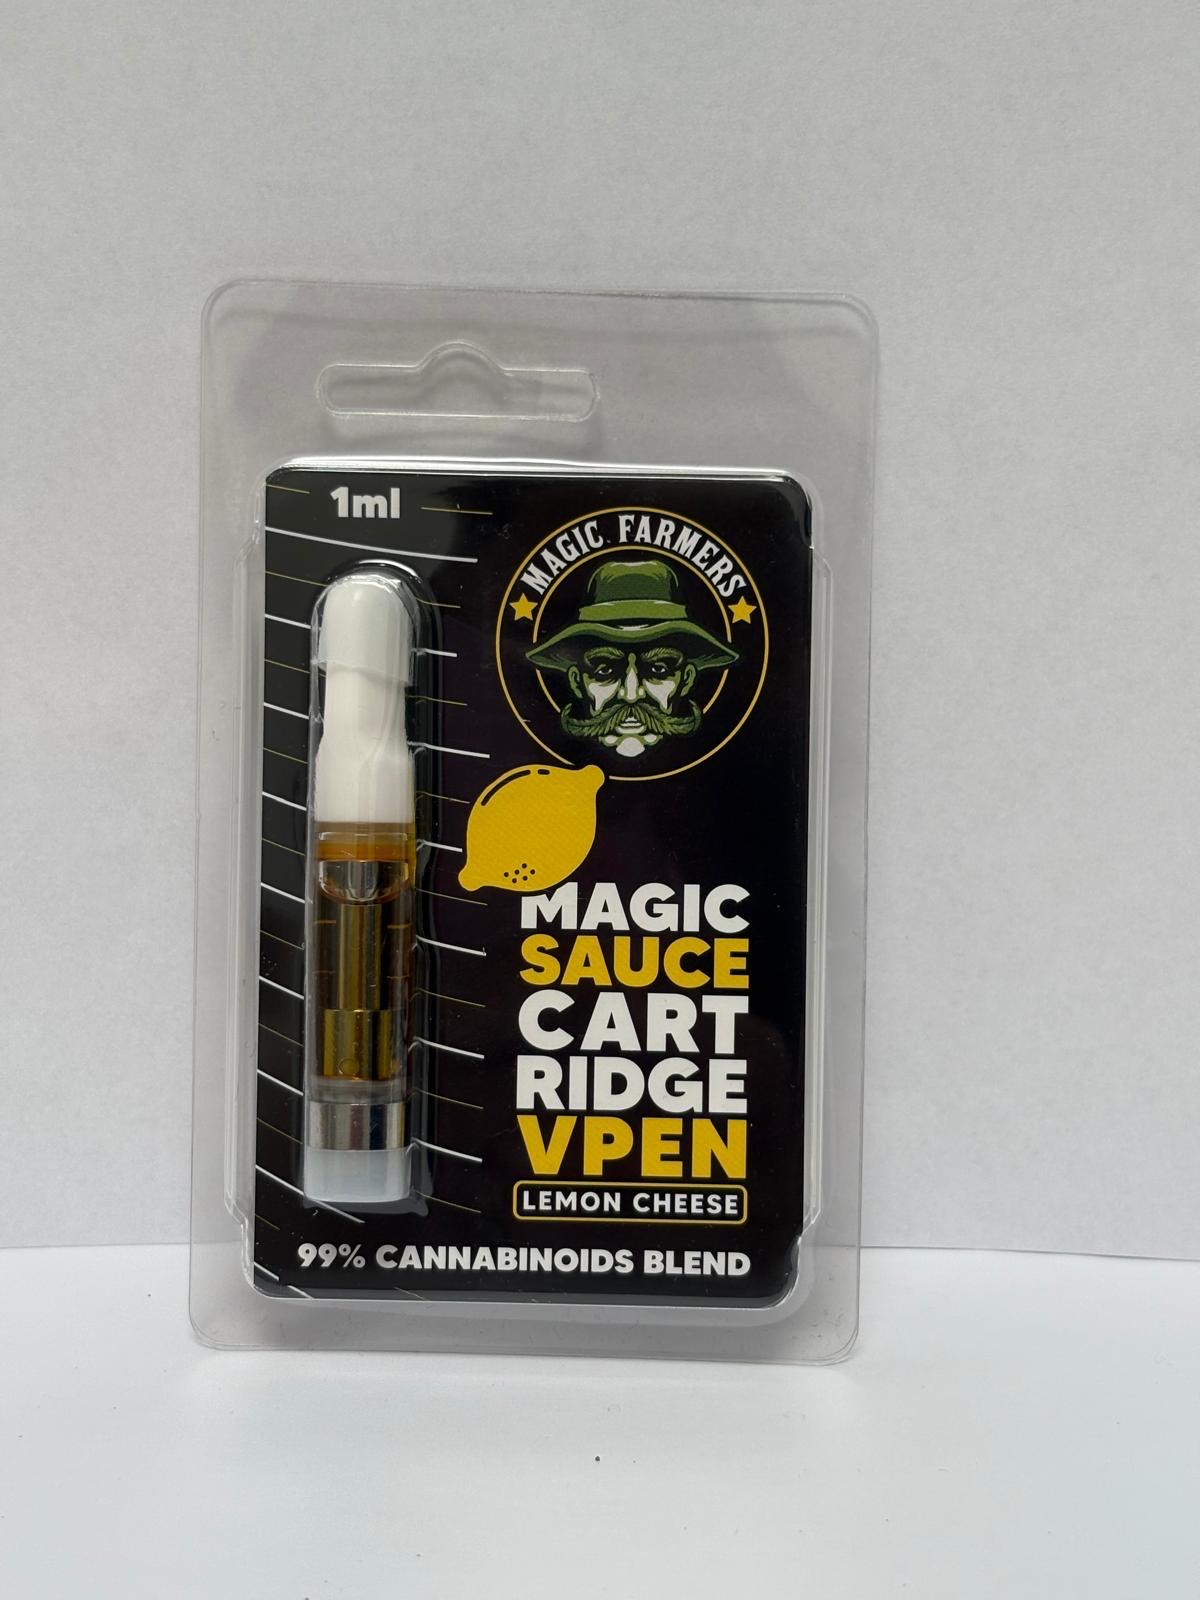 1ml
MAGIC FARMERS
MAGIC
SAUCE
CART
RIDGE
VPEN
LEMON CHEESE
99% CANNABINOIDS BLEND